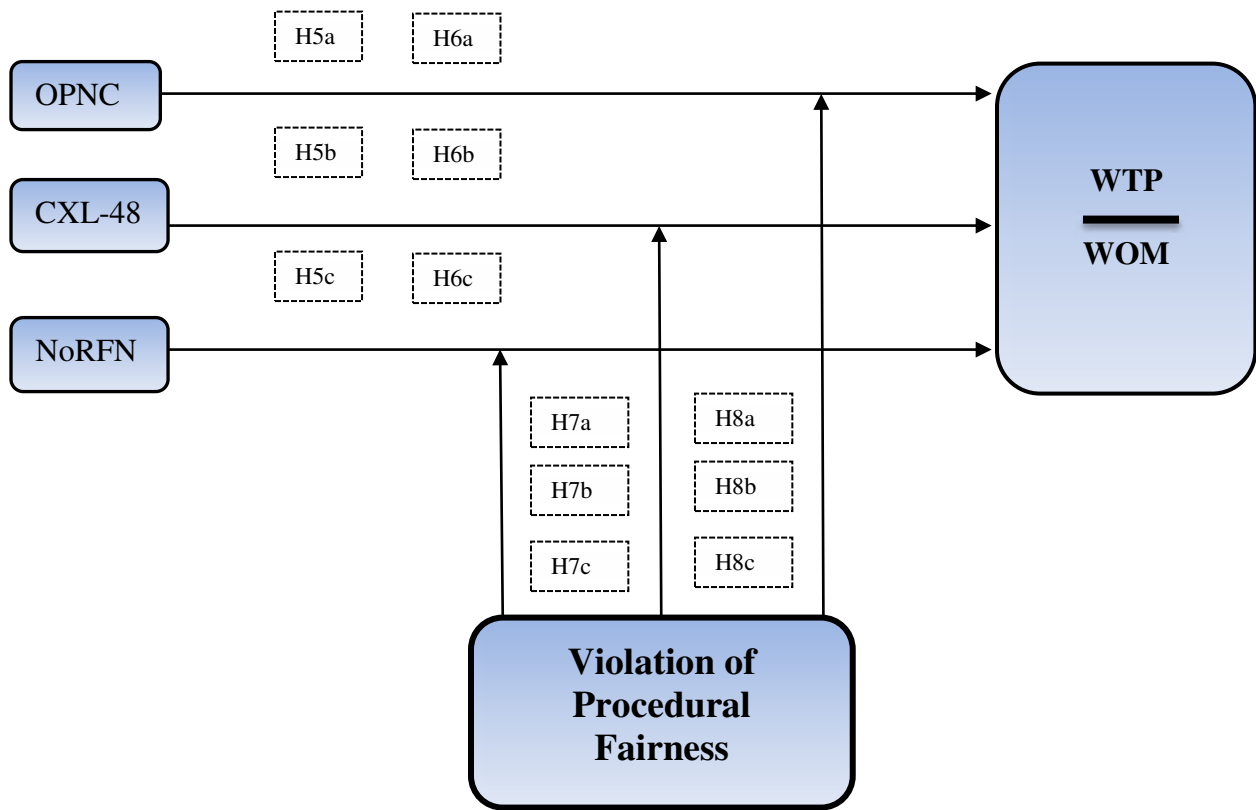 H5a H6a
OPNC
H5b H6b
CXL-48
H5c H6c
NoRFN
WTP
WOM
H7a H8a
H7b H8b
H7c H8c
Violation of
Procedural
Fairness